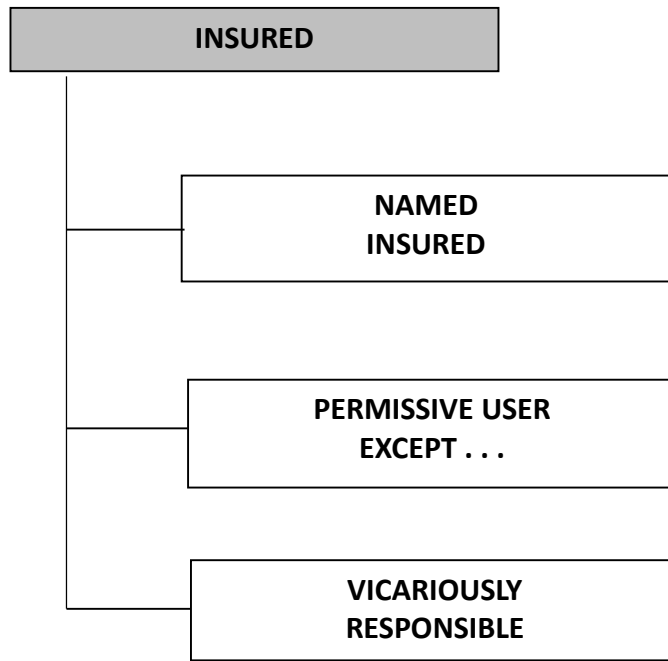 INSURED
NAMED
INSURED
PERMISSIVE USER
EXCEPT . . .
VICARIOUSLY
RESPONSIBLE